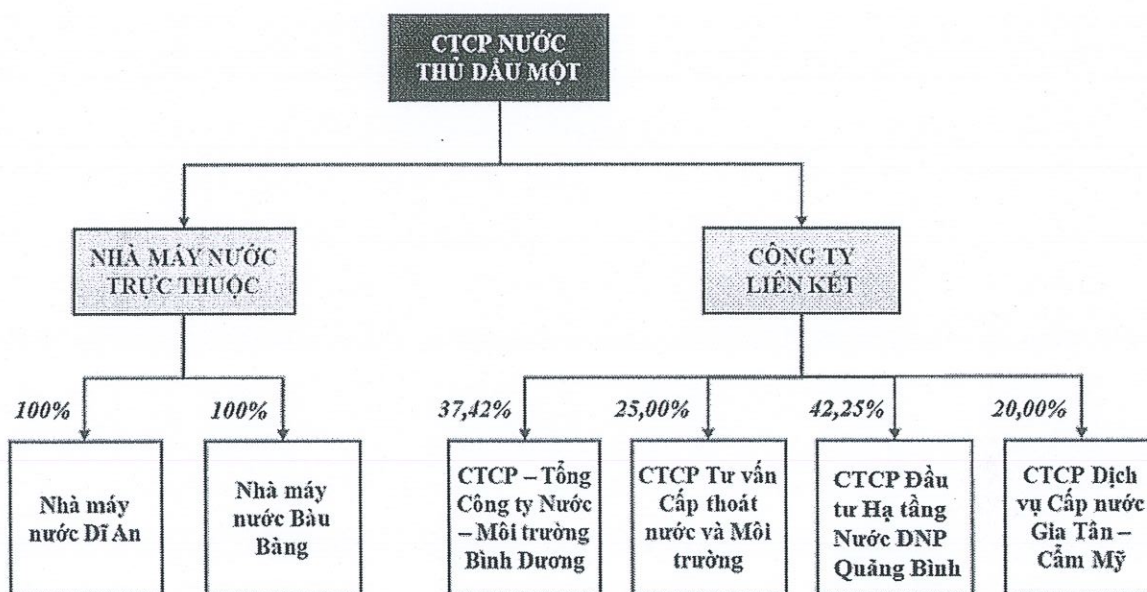 CTCP NƯỚC
THỦ DẦU MỘT
NHÀ MÁY NƯỚC
TRỰC THUỘC
CÔNG TY
LIÊN KẾT
100%
100%
37,42%
25,00%
42,25%
20,00%
Nhà máy
nước Dĩ An
Nhà máy
nước Bàu
Bàng
CTCP – Tổng
Công ty Nước
– Môi trường
Bình Dương
CTCP Tư vấn
Cấp thoát
nước và Môi
trường
CTCP Đầu
tư Hạ tầng
Nước DNP
Quảng Bình
CTCP Dịch
vụ Cấp nước
Gia Tân –
Cẩm Mỹ